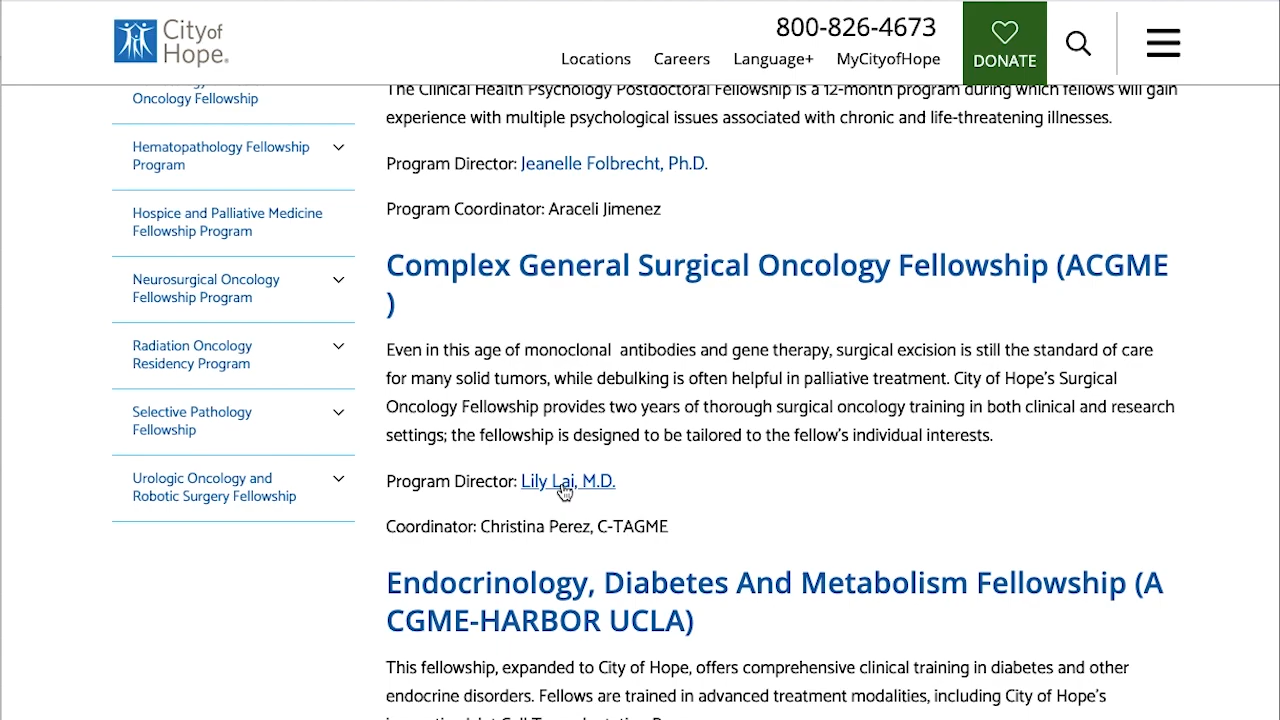 City of
Hope®
800-826-4673
Locations Careers Language+ MyCityofHope
DONATE
Oncology Fellowship
Hematopathology Fellowship
Program
Hospice and Palliative Medicine
Fellowship Program
Neurosurgical Oncology
Fellowship Program
Radiation Oncology
Residency Program
Selective Pathology
Fellowship
Urologic Oncology and
Robotic Surgery Fellowship
The Clinical Health Psychology Postdoctoral Fellowship is a 12-month program during which fellows will gain
experience with multiple psychological issues associated with chronic and life-threatening illnesses.
Program Director: Jeanelle Folbrecht, Ph.D.
Program Coordinator: Araceli Jimenez
Complex General Surgical Oncology Fellowship (ACGME
)
Even in this age of monoclonal antibodies and gene therapy, surgical excision is still the standard of care
for many solid tumors, while debulking is often helpful in palliative treatment. City of Hope's Surgical
Oncology Fellowship provides two years of thorough surgical oncology training in both clinical and research
settings; the fellowship is designed to be tailored to the fellow's individual interests.
Program Director: Lily Lai, M.D.
Coordinator: Christina Perez, C-TAGME
Endocrinology, Diabetes And Metabolism Fellowship (A
CGME-HARBOR UCLA)
This fellowship, expanded to City of Hope, offers comprehensive clinical training in diabetes and other
endocrine disorders. Fellows are trained in advanced treatment modalities, including City of Hope's